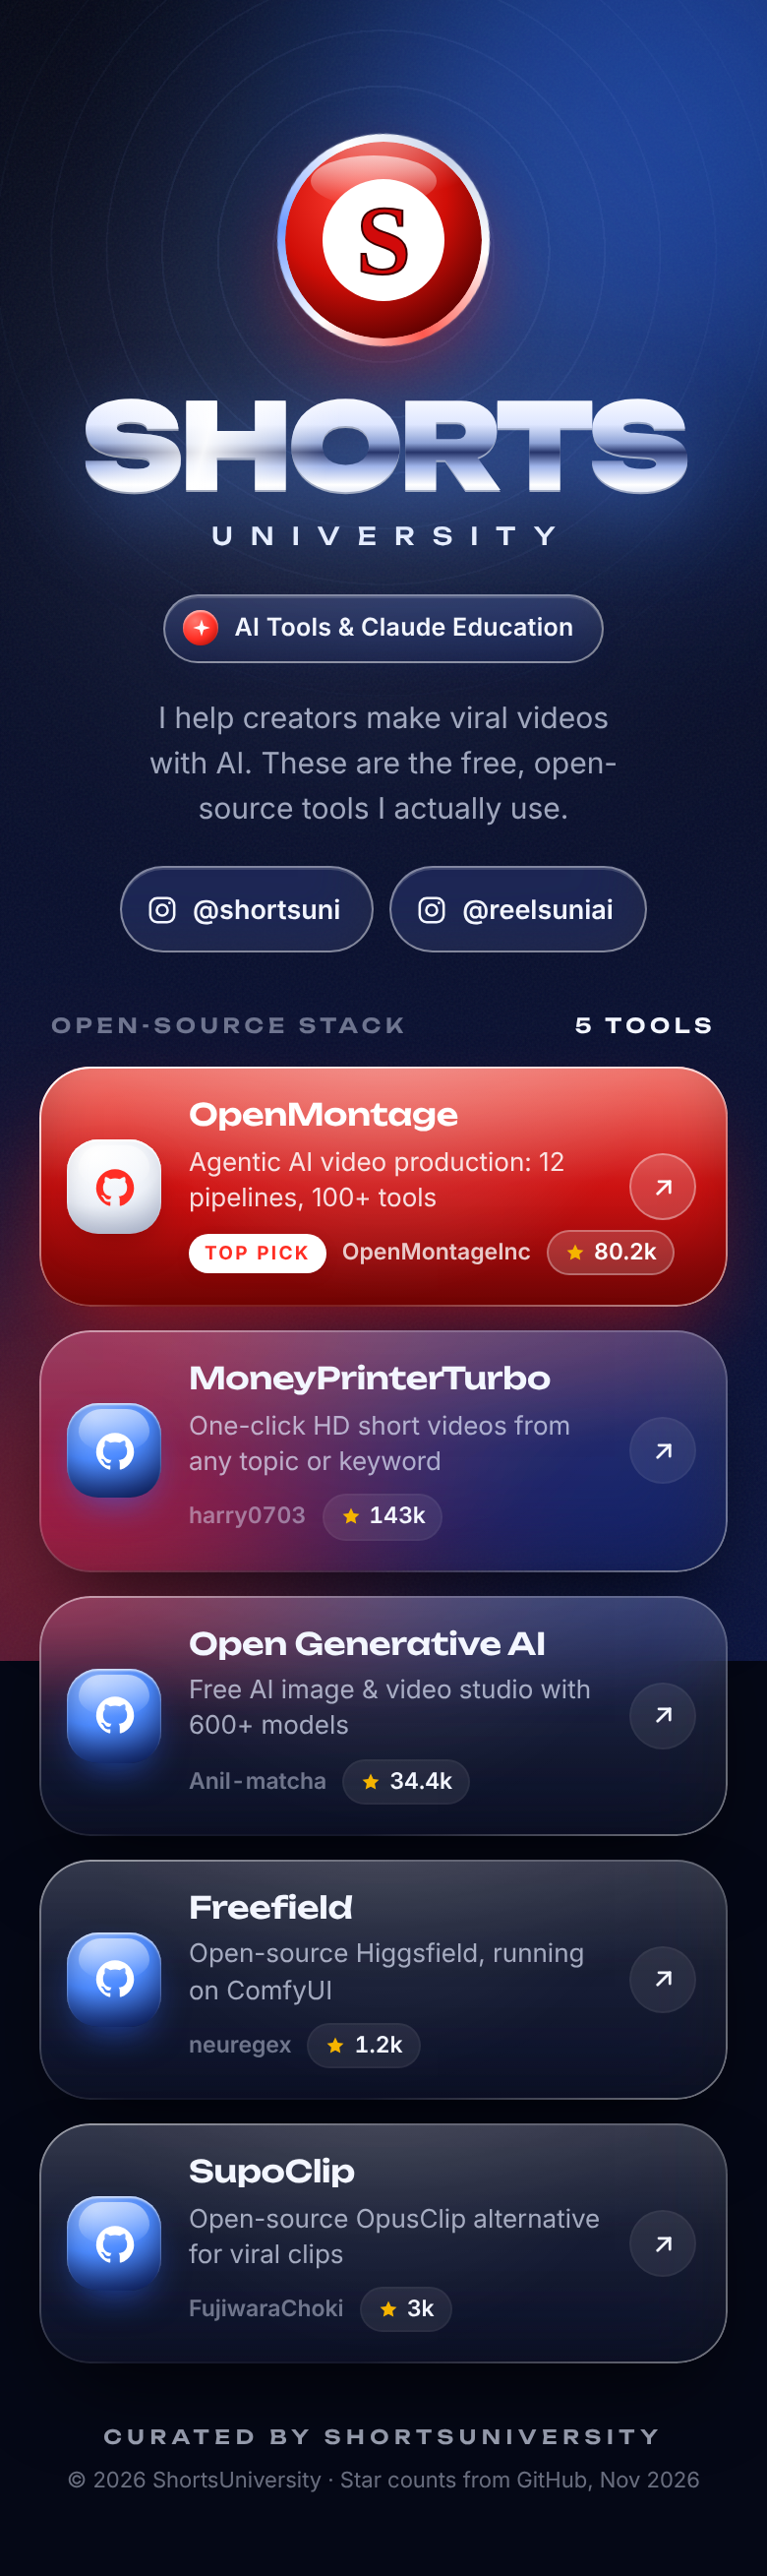 S
SHORTS
UNIVERSITY
AI Tools & Claude Education
I help creators make viral videos
with AI. These are the free, open-
source tools I actually use.
@shortsuni @reelsuniai
OPEN-SOURCE STACK 5 TOOLS
OpenMontage
Agentic AI video production: 12
pipelines, 100+ tools
TOP PICK OpenMontageInc 80.2k
MoneyPrinterTurbo
One-click HD short videos from
any topic or keyword
harry0703 143k
Open Generative AI
Free AI image & video studio with
600+ models
Anil-matcha 34.4k
Freefield
Open-source Higgsfield, running
on ComfyUI
neuregex 1.2k
SupoClip
Open-source OpusClip alternative
for viral clips
FujiwaraChoki 3k
CURATED BY SHORTSUNIVERSITY
© 2026 ShortsUniversity · Star counts from GitHub, Nov 2026